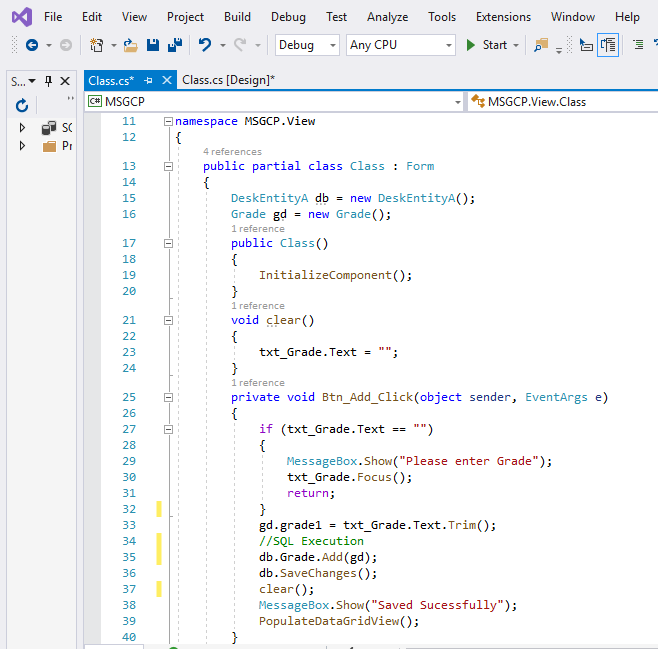 File Edit View Project Build Debug Test Analyze Tools Extensions Window Help
Debug Any CPU Start
S... Class.cs* Class.cs [Design]*
C# MSGCP MSGCP.View.Class
SC
Pr
11 namespace MSGCP.View
12 {
4 references
13 public partial class Class : Form
14 {
15 DeskEntityA db = new DeskEntityA();
16 Grade gd = new Grade();
1 reference
17 public Class()
18 {
19 InitializeComponent();
20 }
1 reference
21 void clear()
22 {
23 txt_Grade.Text = "";
24 }
1 reference
25 private void Btn_Add_Click(object sender, EventArgs e)
26 {
27 if (txt_Grade.Text == "")
28 {
29 MessageBox.Show("Please enter Grade");
30 txt_Grade.Focus();
31 return;
32 }
33 gd.grade1 = txt_Grade.Text.Trim();
34 //SQL Execution
35 db.Grade.Add(gd);
36 db.SaveChanges();
37 clear();
38 MessageBox.Show("Saved Sucessfully");
39 PopulateDataGridView();
40 }